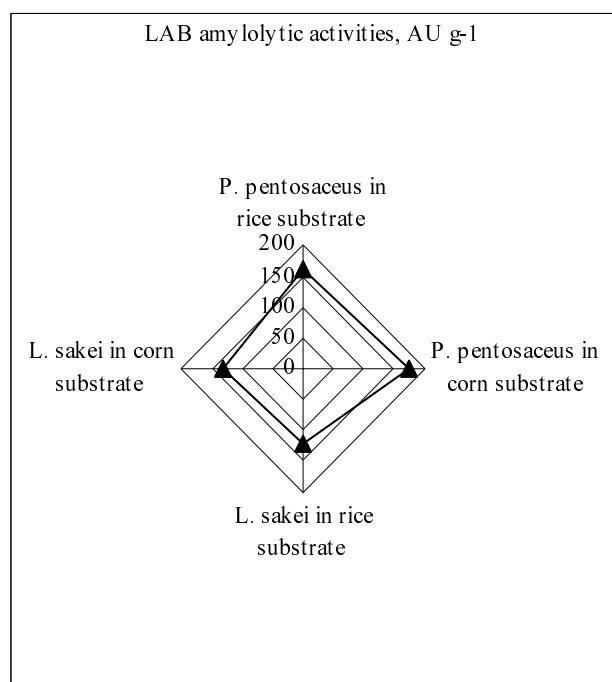 LAB amylolytic activities, AU g-1
P. pentosaceus in
rice substrate
200
150
100
50
0
L. sakei in corn
substrate
P. pentosaceus in
corn substrate
L. sakei in rice
substrate